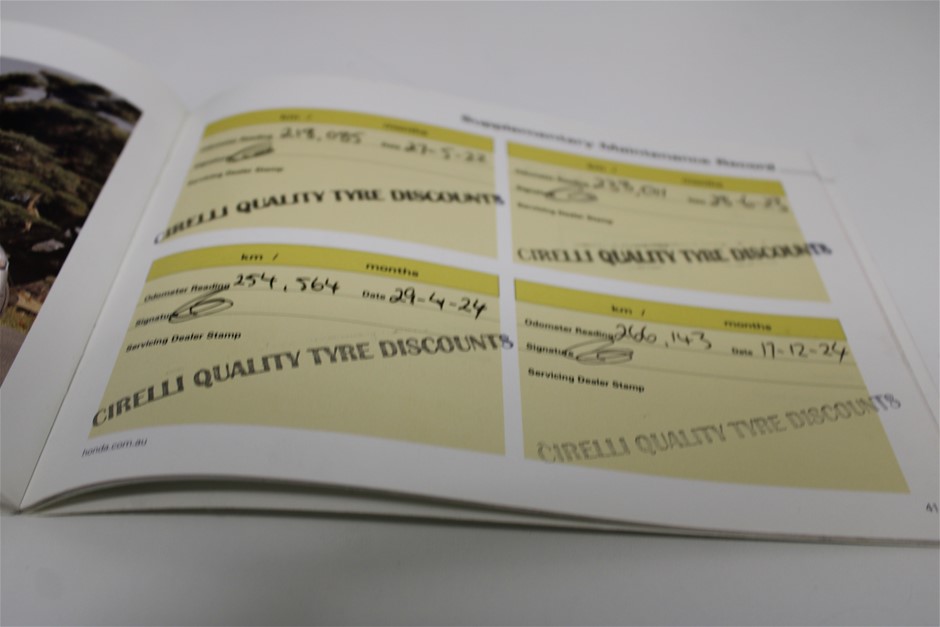 Supplementary Maintenance Record
km / months
Odometer Reading 218,085 Date 27-5-22
Signature
Servicing Dealer Stamp
CIRELLI QUALITY TYRE DISCOUNTS
km / months
Odometer Reading Date
Signature
Servicing Dealer Stamp
CIRELLI QUALITY TYRE DISCOUNTS
km / months
Odometer Reading 254,564 Date 29-4-24
Signature
Servicing Dealer Stamp
CIRELLI QUALITY TYRE DISCOUNTS
km / months
Odometer Reading 266,143 Date 17-12-24
Signature
Servicing Dealer Stamp
CIRELLI QUALITY TYRE DISCOUNTS
honda.com.au
41